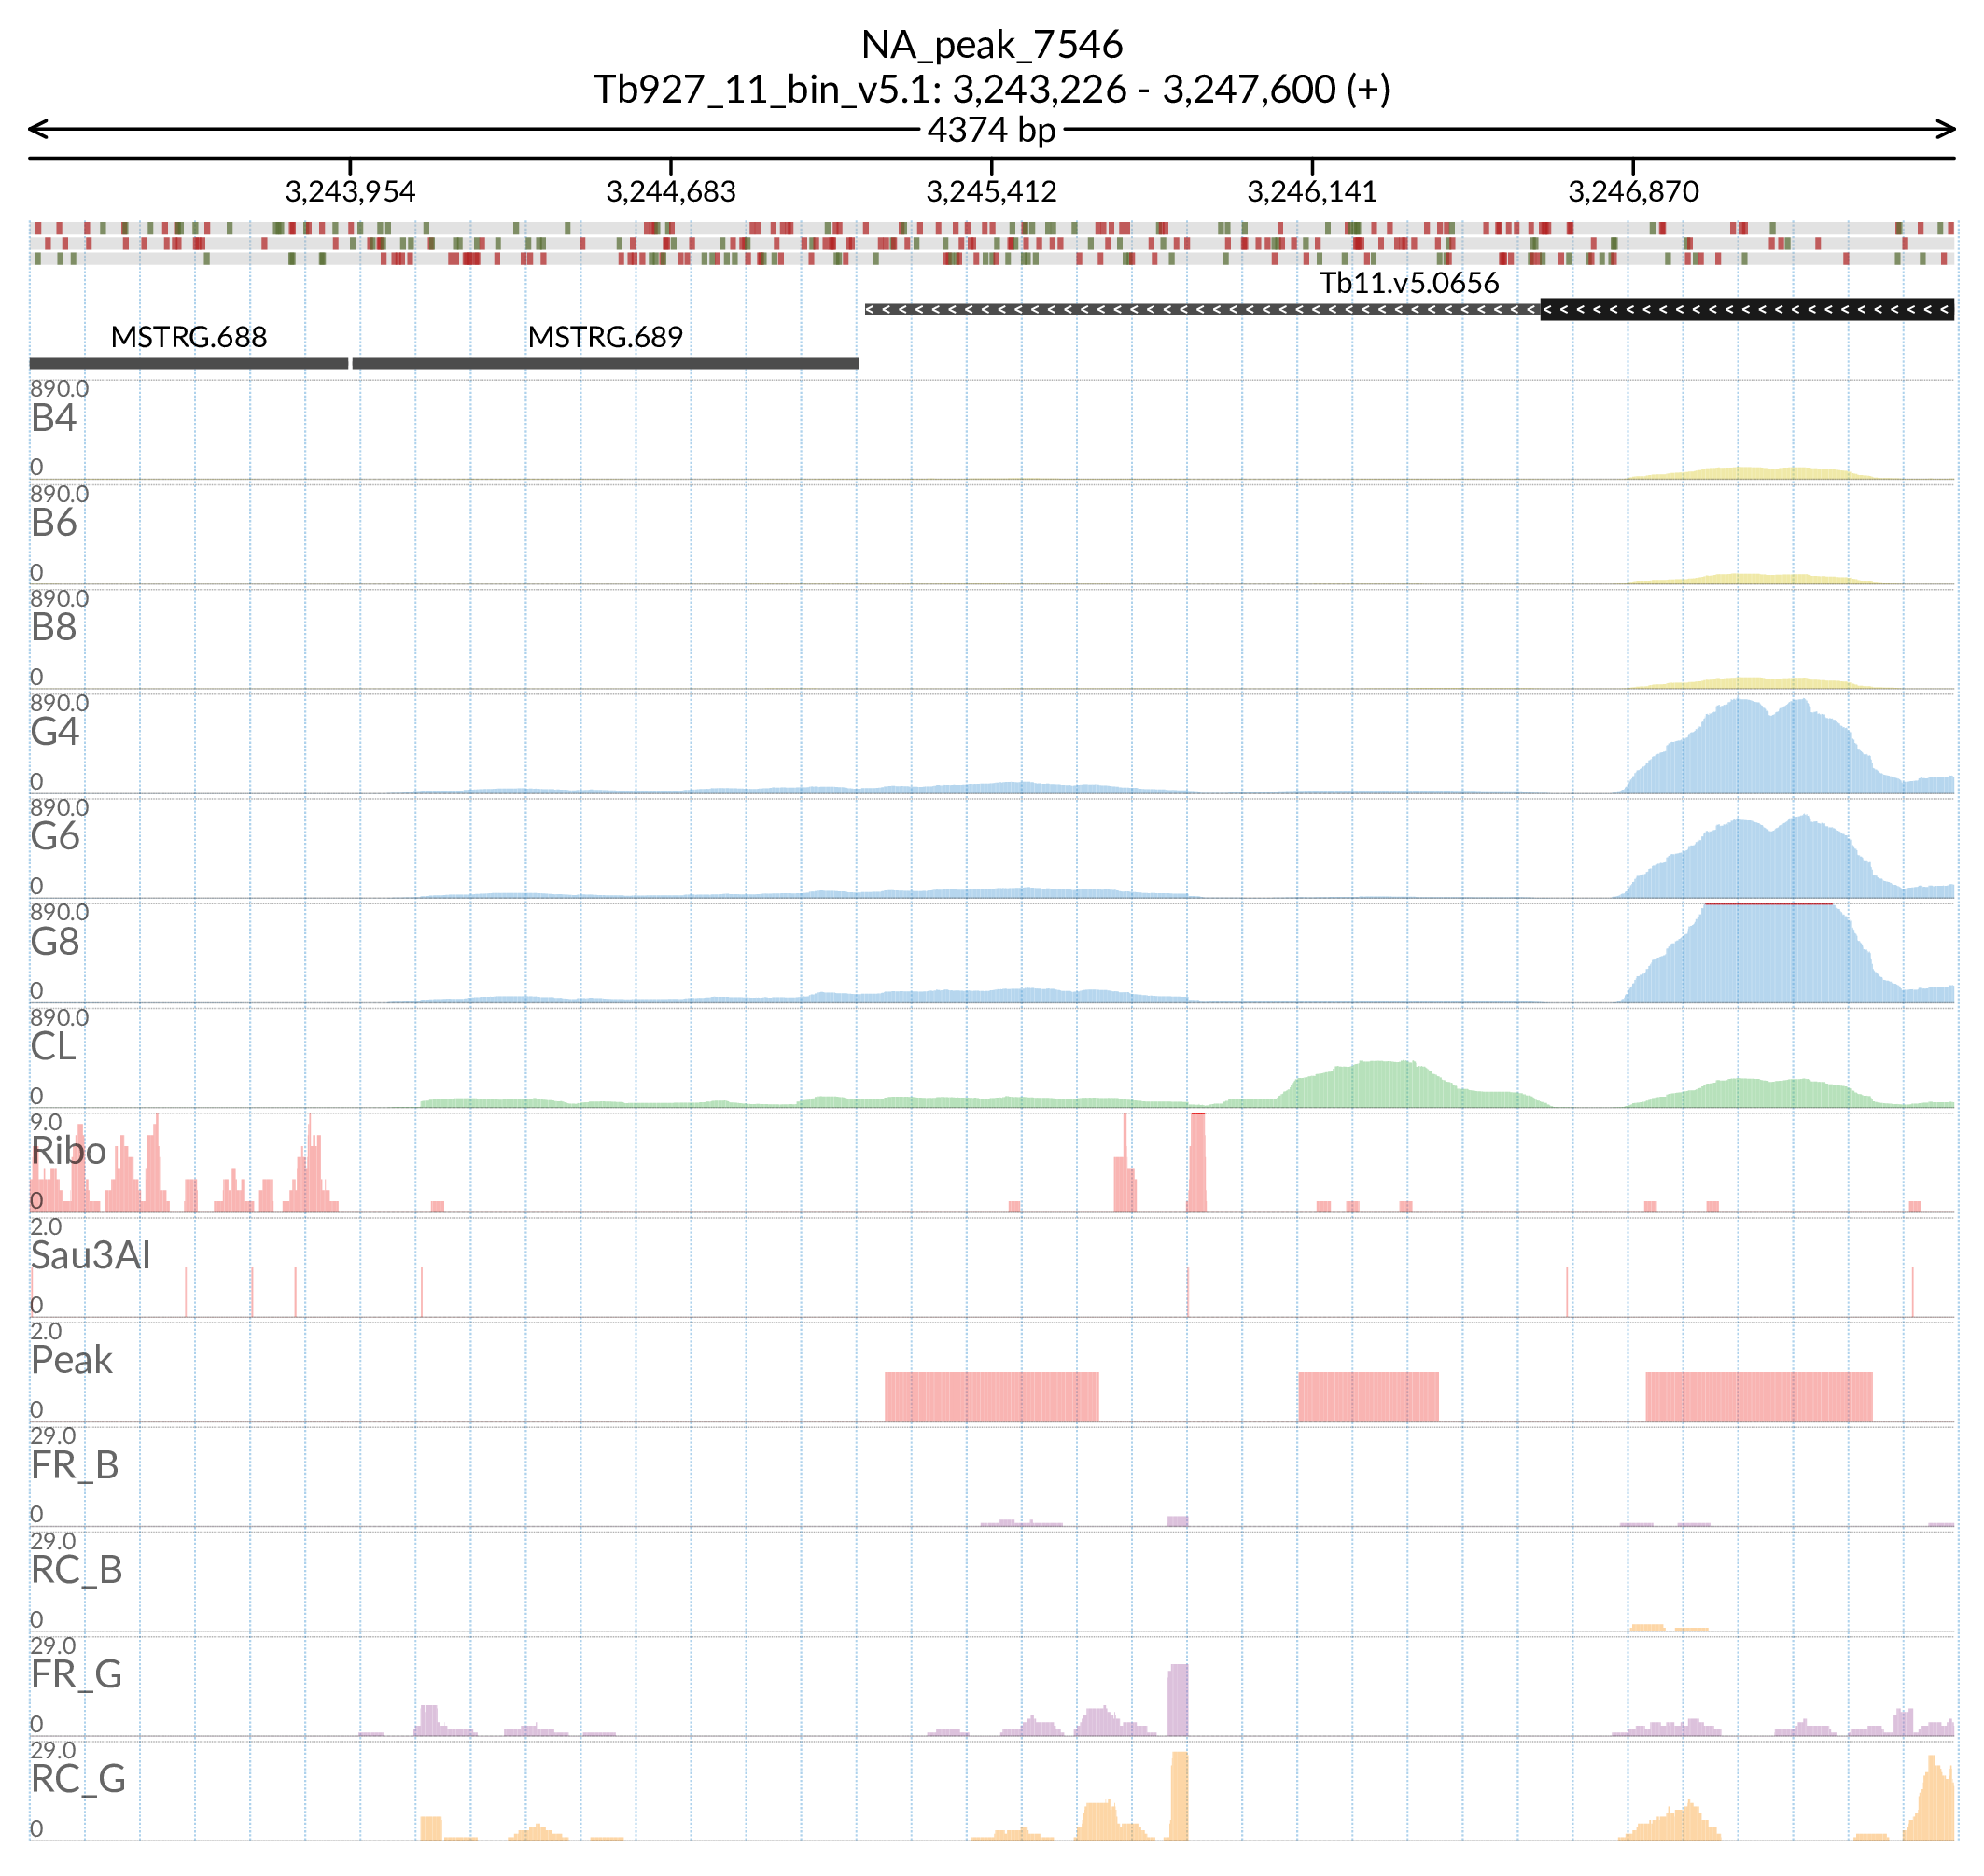 NA_peak_7546
Tb927_11_bin_v5.1: 3,243,226 - 3,247,600 (+)
4374 bp
3,243,954 3,244,683 3,245,412 3,246,141 3,246,870
Tb11.v5.0656
MSTRG.688 MSTRG.689
890.0
B4
0
890.0
B6
0
890.0
B8
0
890.0
G4
0
890.0
G6
0
890.0
G8
0
890.0
CL
0
9.0
Ribo
0
2.0
Sau3AI
0
2.0
Peak
0
29.0
FR_B
0
29.0
RC_B
0
29.0
FR_G
0
29.0
RC_G
0